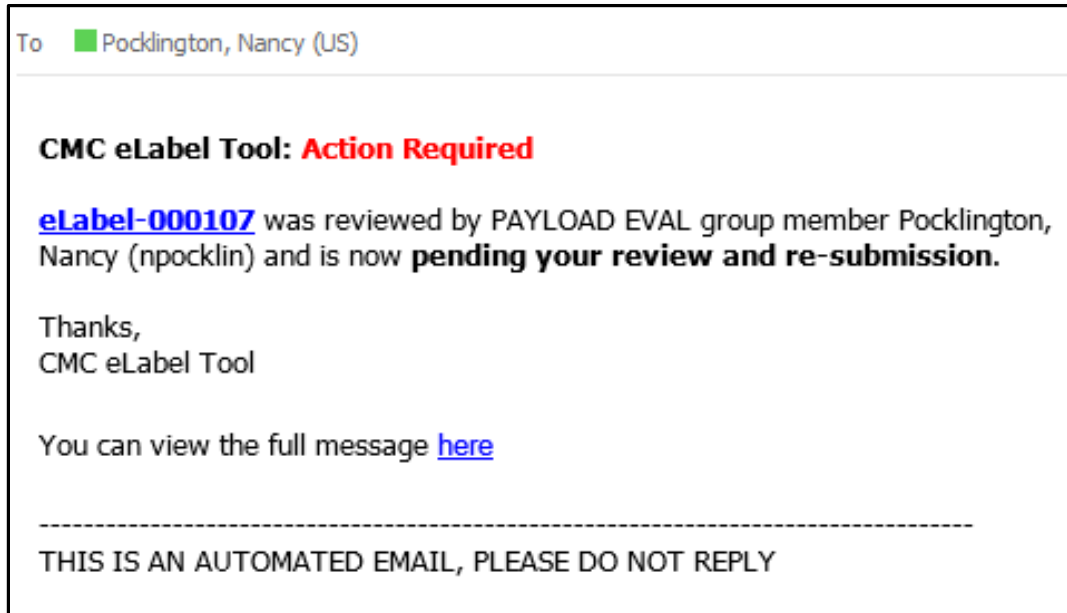 To Pocklington, Nancy (US)
CMC eLabel Tool: Action Required
eLabel-000107 was reviewed by PAYLOAD EVAL group member Pocklington,
Nancy (npocklin) and is now pending your review and re-submission.
Thanks,
CMC eLabel Tool
You can view the full message here
-----------------------------------------------------------------------------------
THIS IS AN AUTOMATED EMAIL, PLEASE DO NOT REPLY